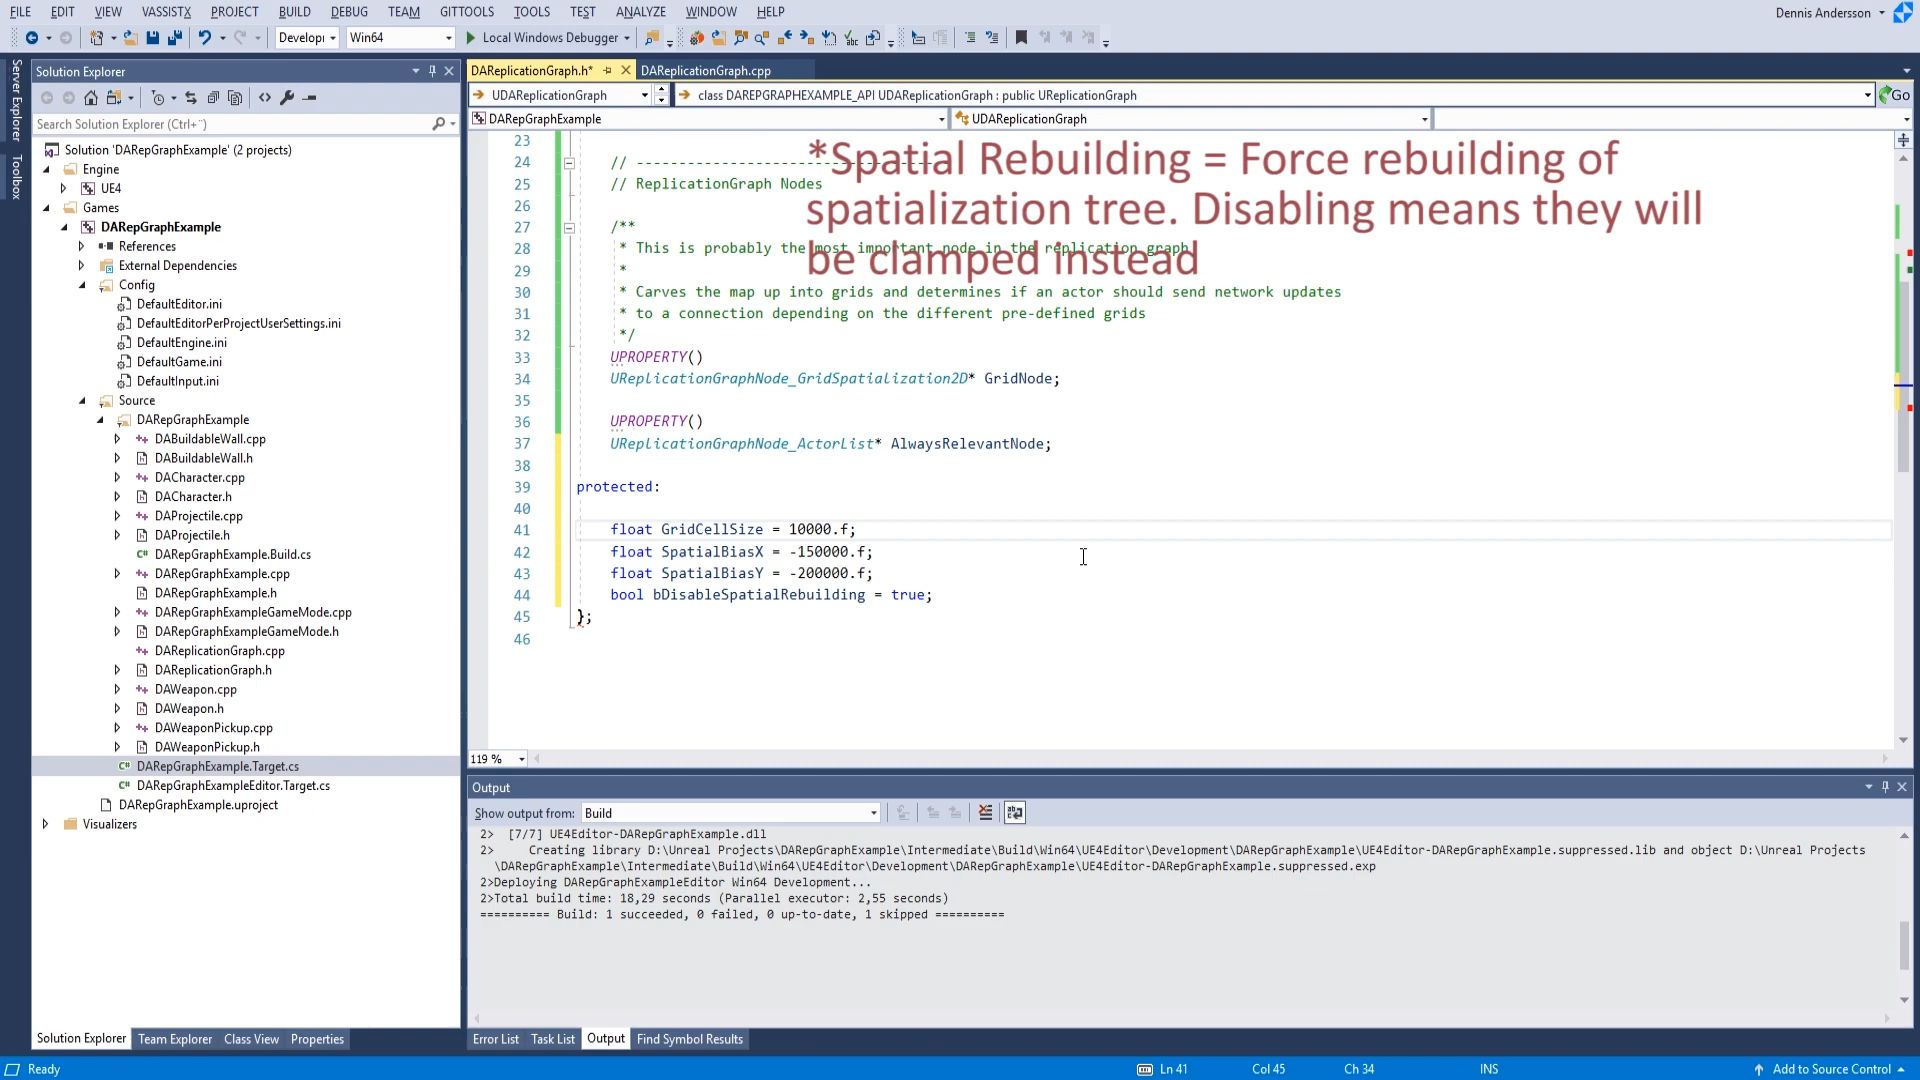 FILE EDIT VIEW VASSISTX PROJECT BUILD DEBUG TEAM GITTOOLS TOOLS TEST ANALYZE WINDOW HELP Dennis Andersson
Develop Win64 Local Windows Debugger
Server Explorer
Toolbox
Solution Explorer
Search Solution Explorer (Ctrl+¨)
Solution 'DARepGraphExample' (2 projects)
Engine
UE4
Games
DARepGraphExample
References
External Dependencies
Config
DefaultEditor.ini
DefaultEditorPerProjectUserSettings.ini
DefaultEngine.ini
DefaultGame.ini
DefaultInput.ini
Source
DARepGraphExample
DABuildableWall.cpp
DABuildableWall.h
DACharacter.cpp
DACharacter.h
DAProjectile.cpp
DAProjectile.h
DARepGraphExample.Build.cs
DARepGraphExample.cpp
DARepGraphExample.h
DARepGraphExampleGameMode.cpp
DARepGraphExampleGameMode.h
DAReplicationGraph.cpp
DAReplicationGraph.h
DAWeapon.cpp
DAWeapon.h
DAWeaponPickup.cpp
DAWeaponPickup.h
DARepGraphExample.Target.cs
DARepGraphExampleEditor.Target.cs
DARepGraphExample.uproject
Visualizers
Solution Explorer Team Explorer Class View Properties
DAReplicationGraph.h* DAReplicationGraph.cpp
UDAReplicationGraph class DAREPGRAPHEXAMPLE_API UDAReplicationGraph : public UReplicationGraph Go
DARepGraphExample UDAReplicationGraph
*Spatial Rebuilding = Force rebuilding of
spatialization tree. Disabling means they will
be clamped instead
23
24 // -------------------------------------
25 // ReplicationGraph Nodes
26
27 /**
28 * This is probably the most important node in the replication graph
29 *
30 * Carves the map up into grids and determines if an actor should send network updates
31 * to a connection depending on the different pre-defined grids
32 */
33 UPROPERTY()
34 UReplicationGraphNode_GridSpatialization2D* GridNode;
35
36 UPROPERTY()
37 UReplicationGraphNode_ActorList* AlwaysRelevantNode;
38
39 protected:
40
41 float GridCellSize = 10000.f;
42 float SpatialBiasX = -150000.f;
43 float SpatialBiasY = -200000.f;
44 bool bDisableSpatialRebuilding = true;
45 };
46
119 %
Output
Show output from: Build
2> [7/7] UE4Editor-DARepGraphExample.dll
2> Creating library D:\Unreal Projects\DARepGraphExample\Intermediate\Build\Win64\UE4Editor\Development\DARepGraphExample\UE4Editor-DARepGraphExample.suppressed.lib and object D:\Unreal Projects
\DARepGraphExample\Intermediate\Build\Win64\UE4Editor\Development\DARepGraphExample\UE4Editor-DARepGraphExample.suppressed.exp
2>Deploying DARepGraphExampleEditor Win64 Development...
2>Total build time: 18,29 seconds (Parallel executor: 2,55 seconds)
========== Build: 1 succeeded, 0 failed, 0 up-to-date, 1 skipped ==========
Error List Task List Output Find Symbol Results
Ready Ln 41 Col 45 Ch 34 INS Add to Source Control